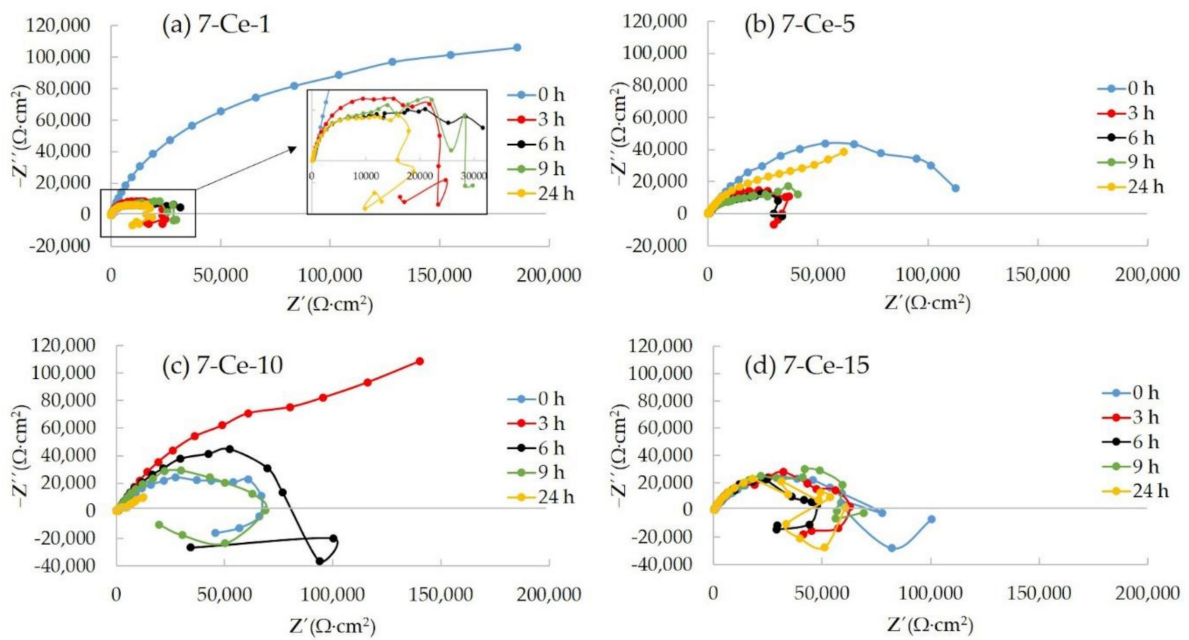 (a) 7-Ce-1
120,000
100,000
80,000
60,000
40,000
20,000
0
-20,000
−Z′′(Ω·cm²)
0
50,000
100,000
150,000
200,000
Z′(Ω·cm²)
0
10000
20000
30000
0 h
3 h
6 h
9 h
24 h
(b) 7-Ce-5
120,000
100,000
80,000
60,000
40,000
20,000
0
-20,000
−Z′′(Ω·cm²)
0
50,000
100,000
150,000
200,000
Z′(Ω·cm²)
0 h
3 h
6 h
9 h
24 h
(c) 7-Ce-10
120,000
100,000
80,000
60,000
40,000
20,000
0
-20,000
-40,000
−Z′′(Ω·cm²)
0
50,000
100,000
150,000
200,000
Z′(Ω·cm²)
0 h
3 h
6 h
9 h
24 h
(d) 7-Ce-15
120,000
100,000
80,000
60,000
40,000
20,000
0
-20,000
-40,000
−Z′′(Ω·cm²)
0
50,000
100,000
150,000
200,000
Z′(Ω·cm²)
0 h
3 h
6 h
9 h
24 h